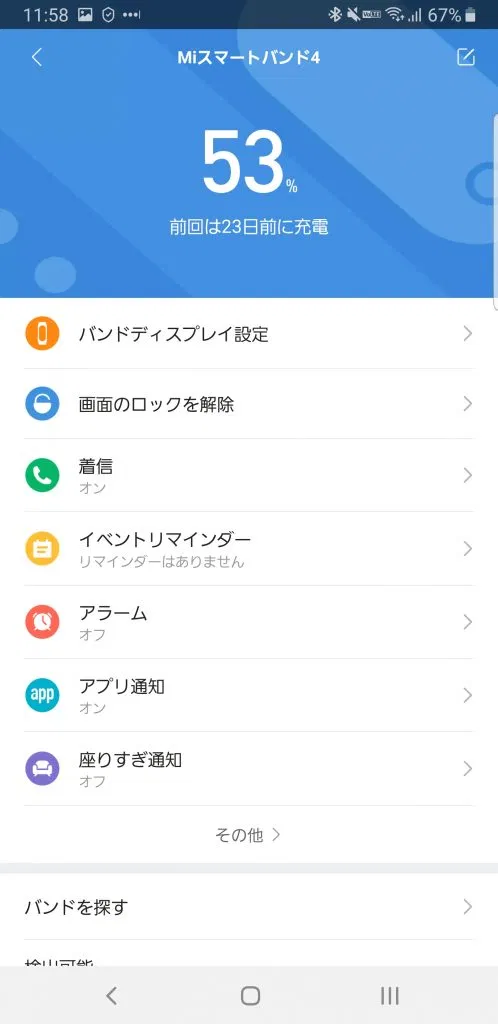 11:58 67%
Miスマートバンド4
53%
前回は23日前に充電
バンドディスプレイ設定
画面のロックを解除
着信
オン
イベントリマインダー
リマインダーはありません
アラーム
オフ
app
アプリ通知
オン
座りすぎ通知
オフ
その他
バンドを探す
検出可能